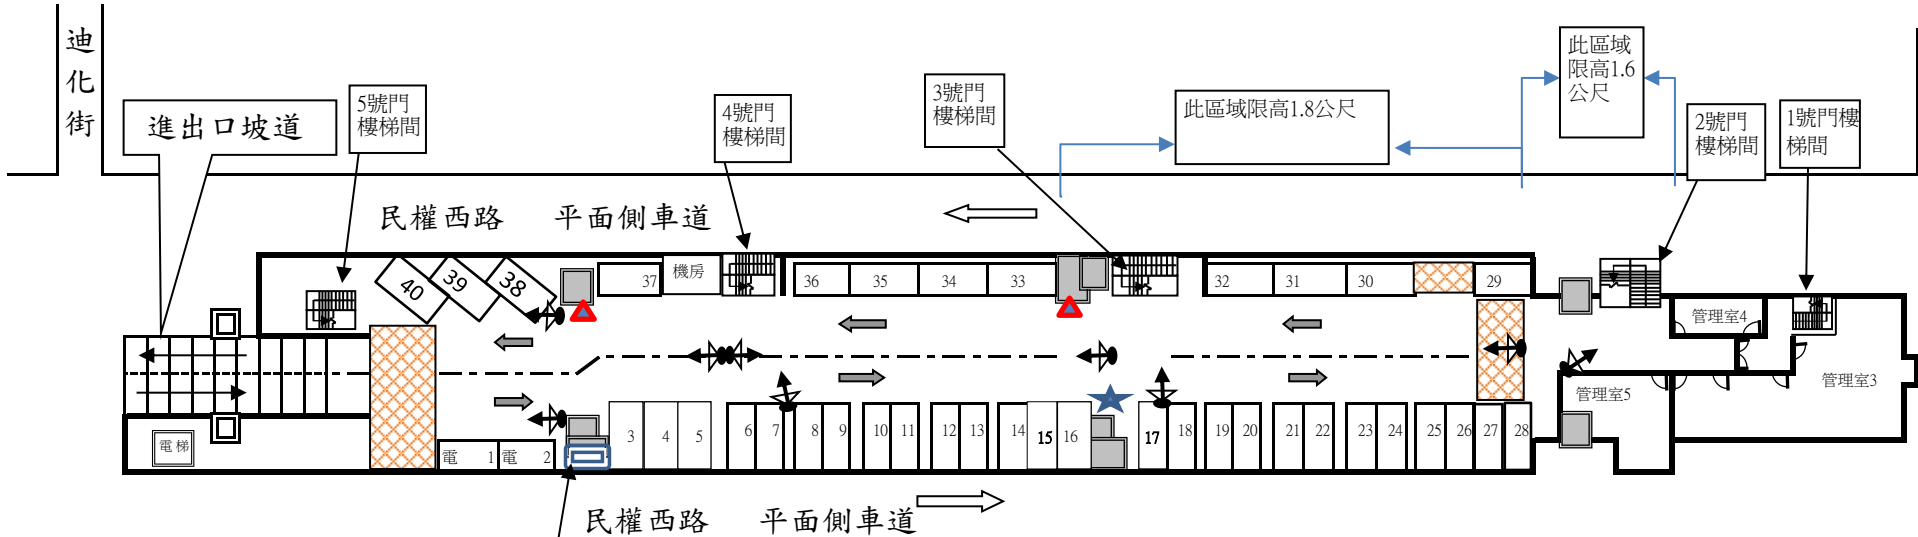 迪
化
街
進出口坡道
5號門
樓梯間
4號門
樓梯間
3號門
樓梯間
此區域限高1.8公尺
此區域
限高1.6
公尺
2號門
樓梯間
1號門樓
梯間
民權西路 平面側車道
40
39
38
37
機房
36
35
34
33
32
31
30
29
管理室4
管理室5
管理室3
電梯
電 1
電 2
3
4
5
6
7
8
9
10
11
12
13
14
15
16
17
18
19
20
21
22
23
24
25
26
27
28
民權西路 平面側車道